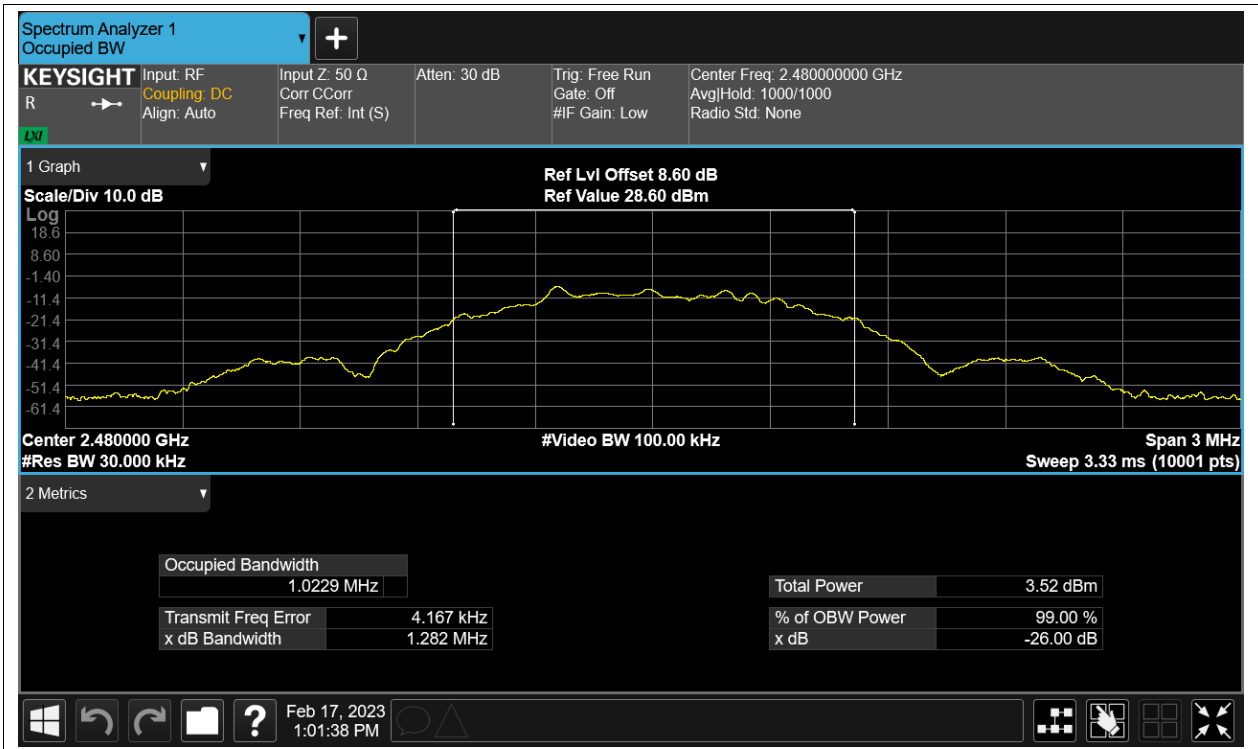 Spectrum Analyzer 1
Occupied BW
KEYSIGHT
R
LXI
Input: RF
Coupling: DC
Align: Auto
Input Z: 50 Ω
Corr CCorr
Freq Ref: Int (S)
Atten: 30 dB
Trig: Free Run
Gate: Off
#IF Gain: Low
Center Freq: 2.480000000 GHz
Avg|Hold: 1000/1000
Radio Std: None
1 Graph
Scale/Div 10.0 dB
Ref Lvl Offset 8.60 dB
Ref Value 28.60 dBm
Log
18.6
8.60
-1.40
-11.4
-21.4
-31.4
-41.4
-51.4
-61.4
Center 2.480000 GHz
#Res BW 30.000 kHz
#Video BW 100.00 kHz
Span 3 MHz
Sweep 3.33 ms (10001 pts)
2 Metrics
Occupied Bandwidth
1.0229 MHz
Transmit Freq Error 4.167 kHz
x dB Bandwidth 1.282 MHz
Total Power 3.52 dBm
% of OBW Power 99.00 %
x dB -26.00 dB
?
Feb 17, 2023
1:01:38 PM